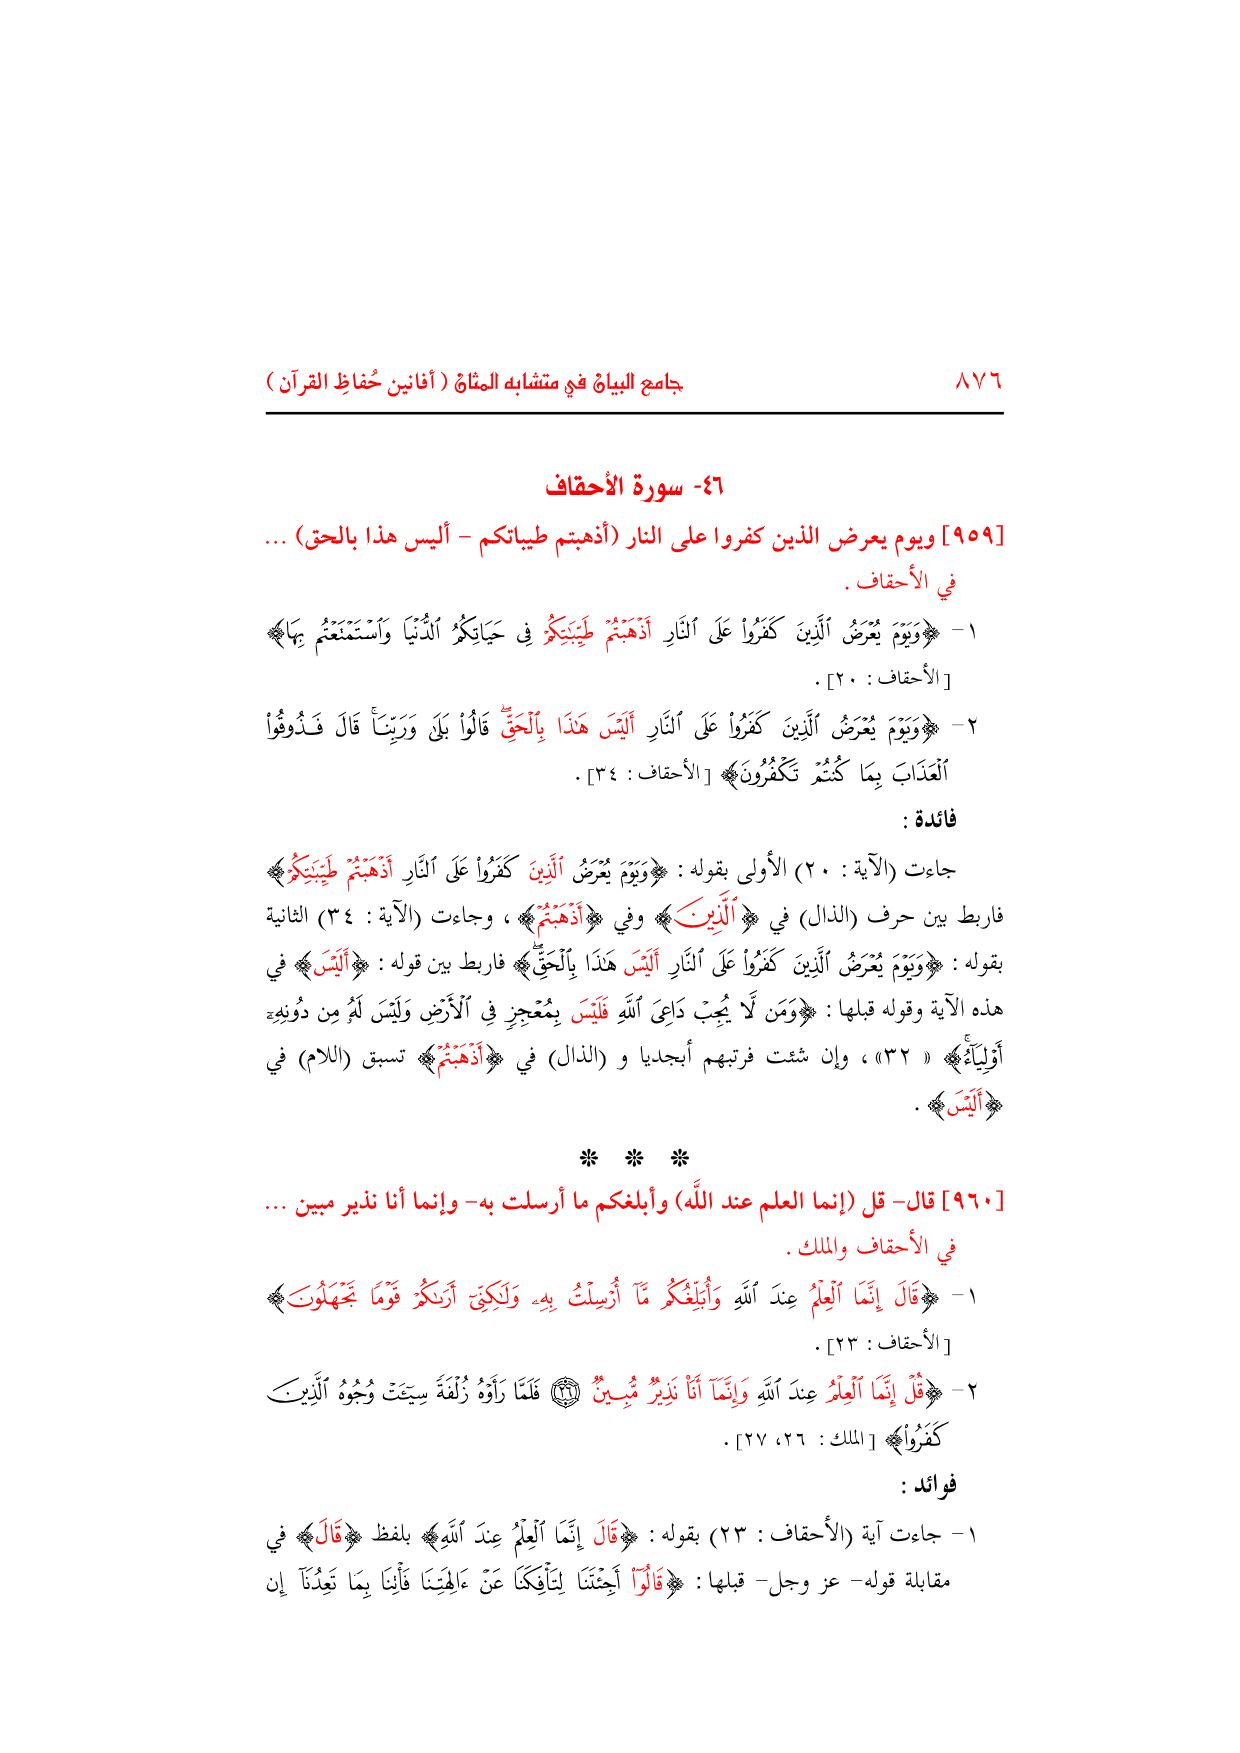 ٨٧٦ جامع البيان في متشابه المثان ( أفانين حُفاظِ القرآن )
٤٦- سورة الأحقاف
[٩٥٩] ويوم يعرض الذين كفروا على النار (أذهبتم طيباتكم – أليس هذا بالحق) ...
في الأحقاف .
١– ﴿وَيَوْمَ يُعْرَضُ ٱلَّذِينَ كَفَرُوا۟ عَلَى ٱلنَّارِ أَذْهَبْتُمْ طَيِّبَـٰتِكُمْ فِى حَيَاتِكُمُ ٱلدُّنْيَا وَٱسْتَمْتَعْتُم بِهَا﴾
[الأحقاف : ٢٠] .
٢– ﴿وَيَوْمَ يُعْرَضُ ٱلَّذِينَ كَفَرُوا۟ عَلَى ٱلنَّارِ أَلَيْسَ هَـٰذَا بِٱلْحَقِّ ۖ قَالُوا۟ بَلَىٰ وَرَبِّنَا ۚ قَالَ فَذُوقُوا۟
ٱلْعَذَابَ بِمَا كُنتُمْ تَكْفُرُونَ﴾ [الأحقاف : ٣٤] .
فائدة :
جاءت (الآية : ٢٠) الأولى بقوله : ﴿وَيَوْمَ يُعْرَضُ ٱلَّذِينَ كَفَرُوا۟ عَلَى ٱلنَّارِ أَذْهَبْتُمْ طَيِّبَـٰتِكُمْ﴾
فاربط بين حرف (الذال) في ﴿ٱلَّذِينَ﴾ وفي ﴿أَذْهَبْتُمْ﴾ ، وجاءت (الآية : ٣٤) الثانية
بقوله : ﴿وَيَوْمَ يُعْرَضُ ٱلَّذِينَ كَفَرُوا۟ عَلَى ٱلنَّارِ أَلَيْسَ هَـٰذَا بِٱلْحَقِّ ۖ﴾ فاربط بين قوله : ﴿أَلَيْسَ﴾ في
هذه الآية وقوله قبلها : ﴿وَمَن لَّا يُجِبْ دَاعِىَ ٱللَّهِ فَلَيْسَ بِمُعْجِزٍ فِى ٱلْأَرْضِ وَلَيْسَ لَهُۥ مِن دُونِهِۦٓ
أَوْلِيَآءُ ۚ﴾ «٣٢» ، وإن شئت فرتبهم أبجديا و (الذال) في ﴿أَذْهَبْتُمْ﴾ تسبق (اللام) في
﴿أَلَيْسَ﴾ .
❊ ❊ ❊
[٩٦٠] قال– قل (إنما العلم عند اللَّه) وأبلغكم ما أرسلت به– وإنما أنا نذير مبين ...
في الأحقاف والملك .
١– ﴿قَالَ إِنَّمَا ٱلْعِلْمُ عِندَ ٱللَّهِ وَأُبَلِّغُكُم مَّآ أُرْسِلْتُ بِهِۦ وَلَـٰكِنِّىٓ أَرَىٰكُمْ قَوْمًا تَجْهَلُونَ﴾
[الأحقاف : ٢٣] .
٢– ﴿قُلْ إِنَّمَا ٱلْعِلْمُ عِندَ ٱللَّهِ وَإِنَّمَآ أَنَا۠ نَذِيرٌ مُّبِينٌ ۝٢٦ فَلَمَّا رَأَوْهُ زُلْفَةً سِيٓـَٔتْ وُجُوهُ ٱلَّذِينَ
كَفَرُوا۟﴾ [الملك : ٢٦، ٢٧] .
فوائد :
١– جاءت آية (الأحقاف : ٢٣) بقوله : ﴿قَالَ إِنَّمَا ٱلْعِلْمُ عِندَ ٱللَّهِ﴾ بلفظ ﴿قَالَ﴾ في
مقابلة قوله– عز وجل– قبلها : ﴿قَالُوٓا۟ أَجِئْتَنَا لِتَأْفِكَنَا عَنْ ءَالِهَتِنَا فَأْتِنَا بِمَا تَعِدُنَآ إِن